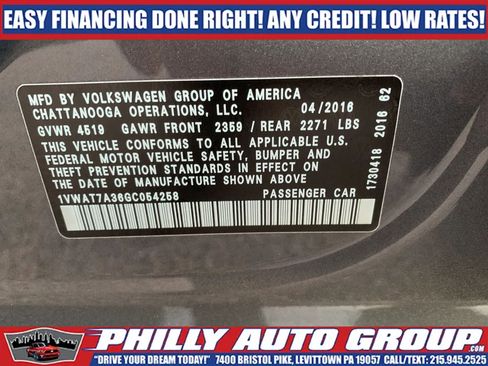 EASY FINANCING DONE RIGHT! ANY CREDIT! LOW RATES!
MFD BY VOLKSWAGEN GROUP OF AMERICA
CHATTANOOGA OPERATIONS, LLC. 04/2016
GVWR 4519 GAWR FRONT 2359 / REAR 2271 LBS
THIS VEHICLE CONFORMS TO ALL APPLICABLE U.S.
FEDERAL MOTOR VEHICLE SAFETY, BUMPER AND
THEFT PREVENTION STANDARDS IN EFFECT ON
THE DATE OF MANUFACTURE SHOWN ABOVE
1VWAT7A36GC054258 PASSENGER CAR
1730418 2016 62
PHILLY AUTO GROUP.COM
"DRIVE YOUR DREAM TODAY!" 7400 BRISTOL PIKE, LEVITTOWN PA 19057 CALL/TEXT: 215.945.2525